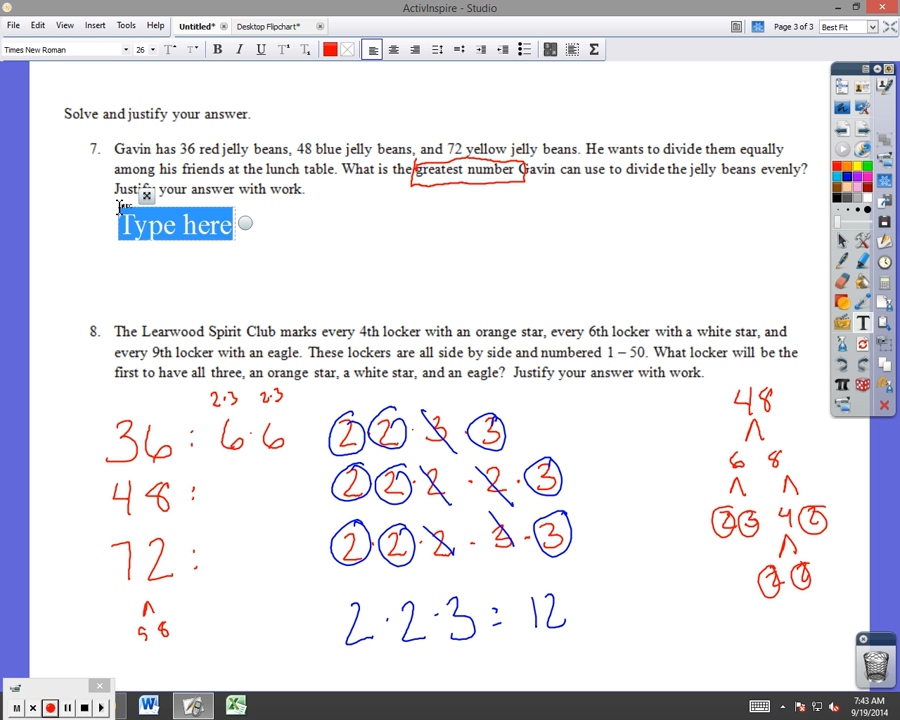 ActivInspire - Studio
File Edit View Insert Tools Help
Untitled* Desktop Flipchart*
Page 3 of 3 Best Fit
Times New Roman 26 B I U
Solve and justify your answer.
7. Gavin has 36 red jelly beans, 48 blue jelly beans, and 72 yellow jelly beans. He wants to divide them equally
among his friends at the lunch table. What is the greatest number Gavin can use to divide the jelly beans evenly?
Justify your answer with work.
Type here
8. The Learwood Spirit Club marks every 4th locker with an orange star, every 6th locker with a white star, and
every 9th locker with an eagle. These lockers are all side by side and numbered 1 – 50. What locker will be the
first to have all three, an orange star, a white star, and an eagle? Justify your answer with work.
2·3 2·3
36: 6·6 2 2 · 3 · 3
48: 2 2 · 2 · 2 · 3
72: 2 · 2 · 2 · 3 · 3
2 · 2 · 3 = 12
9 8
48
6 8
2 3 4 2
2 2
7:43 AM
9/19/2014